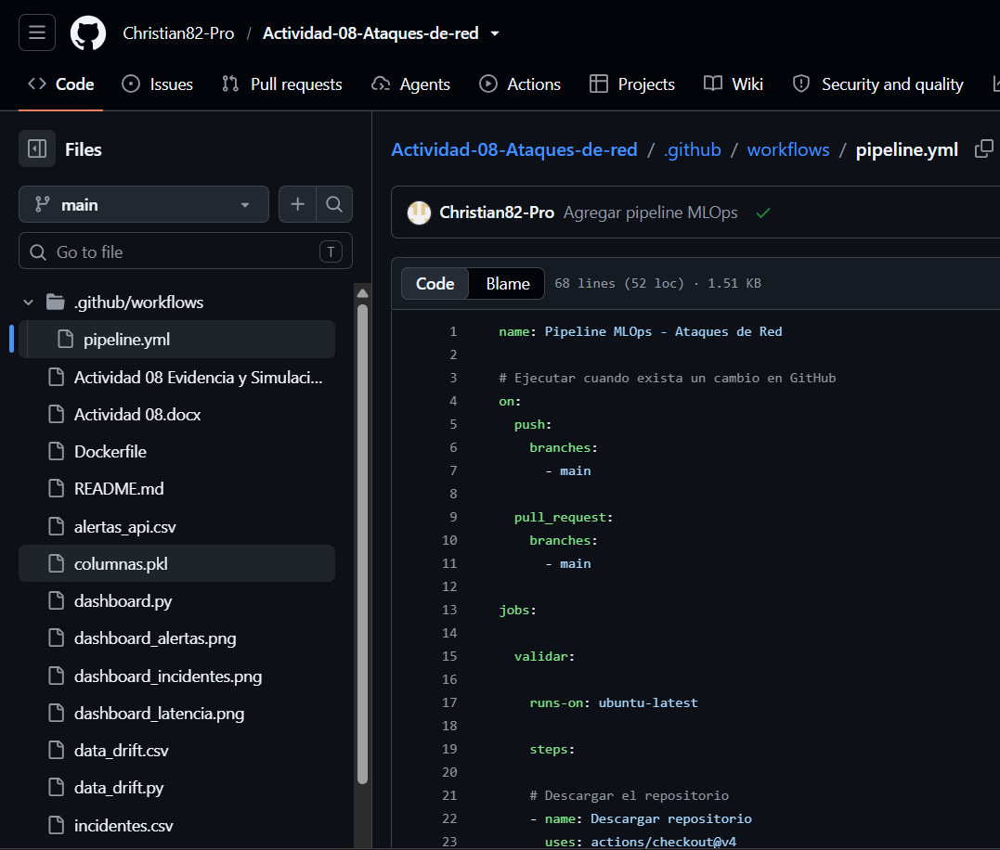 Christian82-Pro / Actividad-08-Ataques-de-red
Code Issues Pull requests Agents Actions Projects Wiki Security and quality
Files
main
Go to file T
.github/workflows
pipeline.yml
Actividad 08 Evidencia y Simulaci...
Actividad 08.docx
Dockerfile
README.md
alertas_api.csv
columnas.pkl
dashboard.py
dashboard_alertas.png
dashboard_incidentes.png
dashboard_latencia.png
data_drift.csv
data_drift.py
incidentes.csv
Actividad-08-Ataques-de-red / .github / workflows / pipeline.yml
Christian82-Pro Agregar pipeline MLOps
Code Blame 68 lines (52 loc) · 1.51 KB
1 name: Pipeline MLOps - Ataques de Red
2
3 # Ejecutar cuando exista un cambio en GitHub
4 on:
5 push:
6 branches:
7 - main
8
9 pull_request:
10 branches:
11 - main
12
13 jobs:
14
15 validar:
16
17 runs-on: ubuntu-latest
18
19 steps:
20
21 # Descargar el repositorio
22 - name: Descargar repositorio
23 uses: actions/checkout@v4